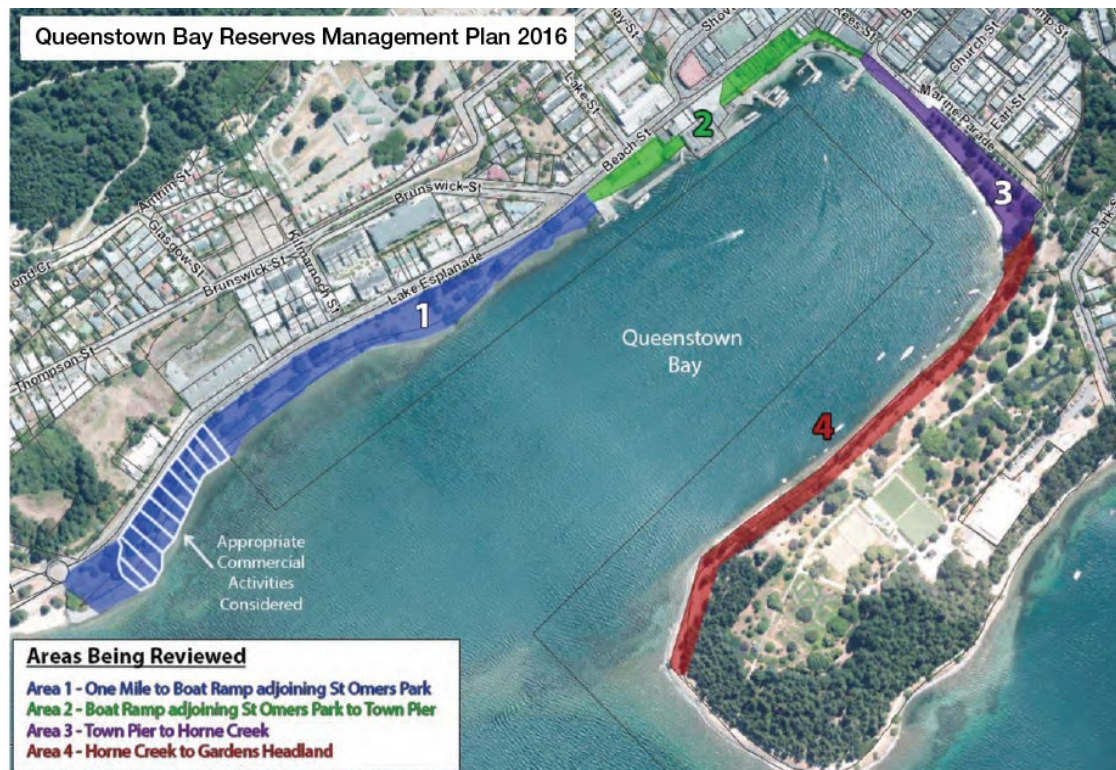 Queenstown Bay Reserves Management Plan 2016
Lake St
Beach St
Rees St
Church St
Marine Parade
Earl St
Antrim St
Glasgow St
Brunswick St
Brunswick St
Kilmarnoch St
Lake Esplanade
Thompson St
2
3
1
4
Queenstown
Bay
Appropriate
Commercial
Activities
Considered
Areas Being Reviewed
Area 1 - One Mile to Boat Ramp adjoining St Omers Park
Area 2 - Boat Ramp adjoining St Omers Park to Town Pier
Area 3 - Town Pier to Horne Creek
Area 4 - Horne Creek to Gardens Headland